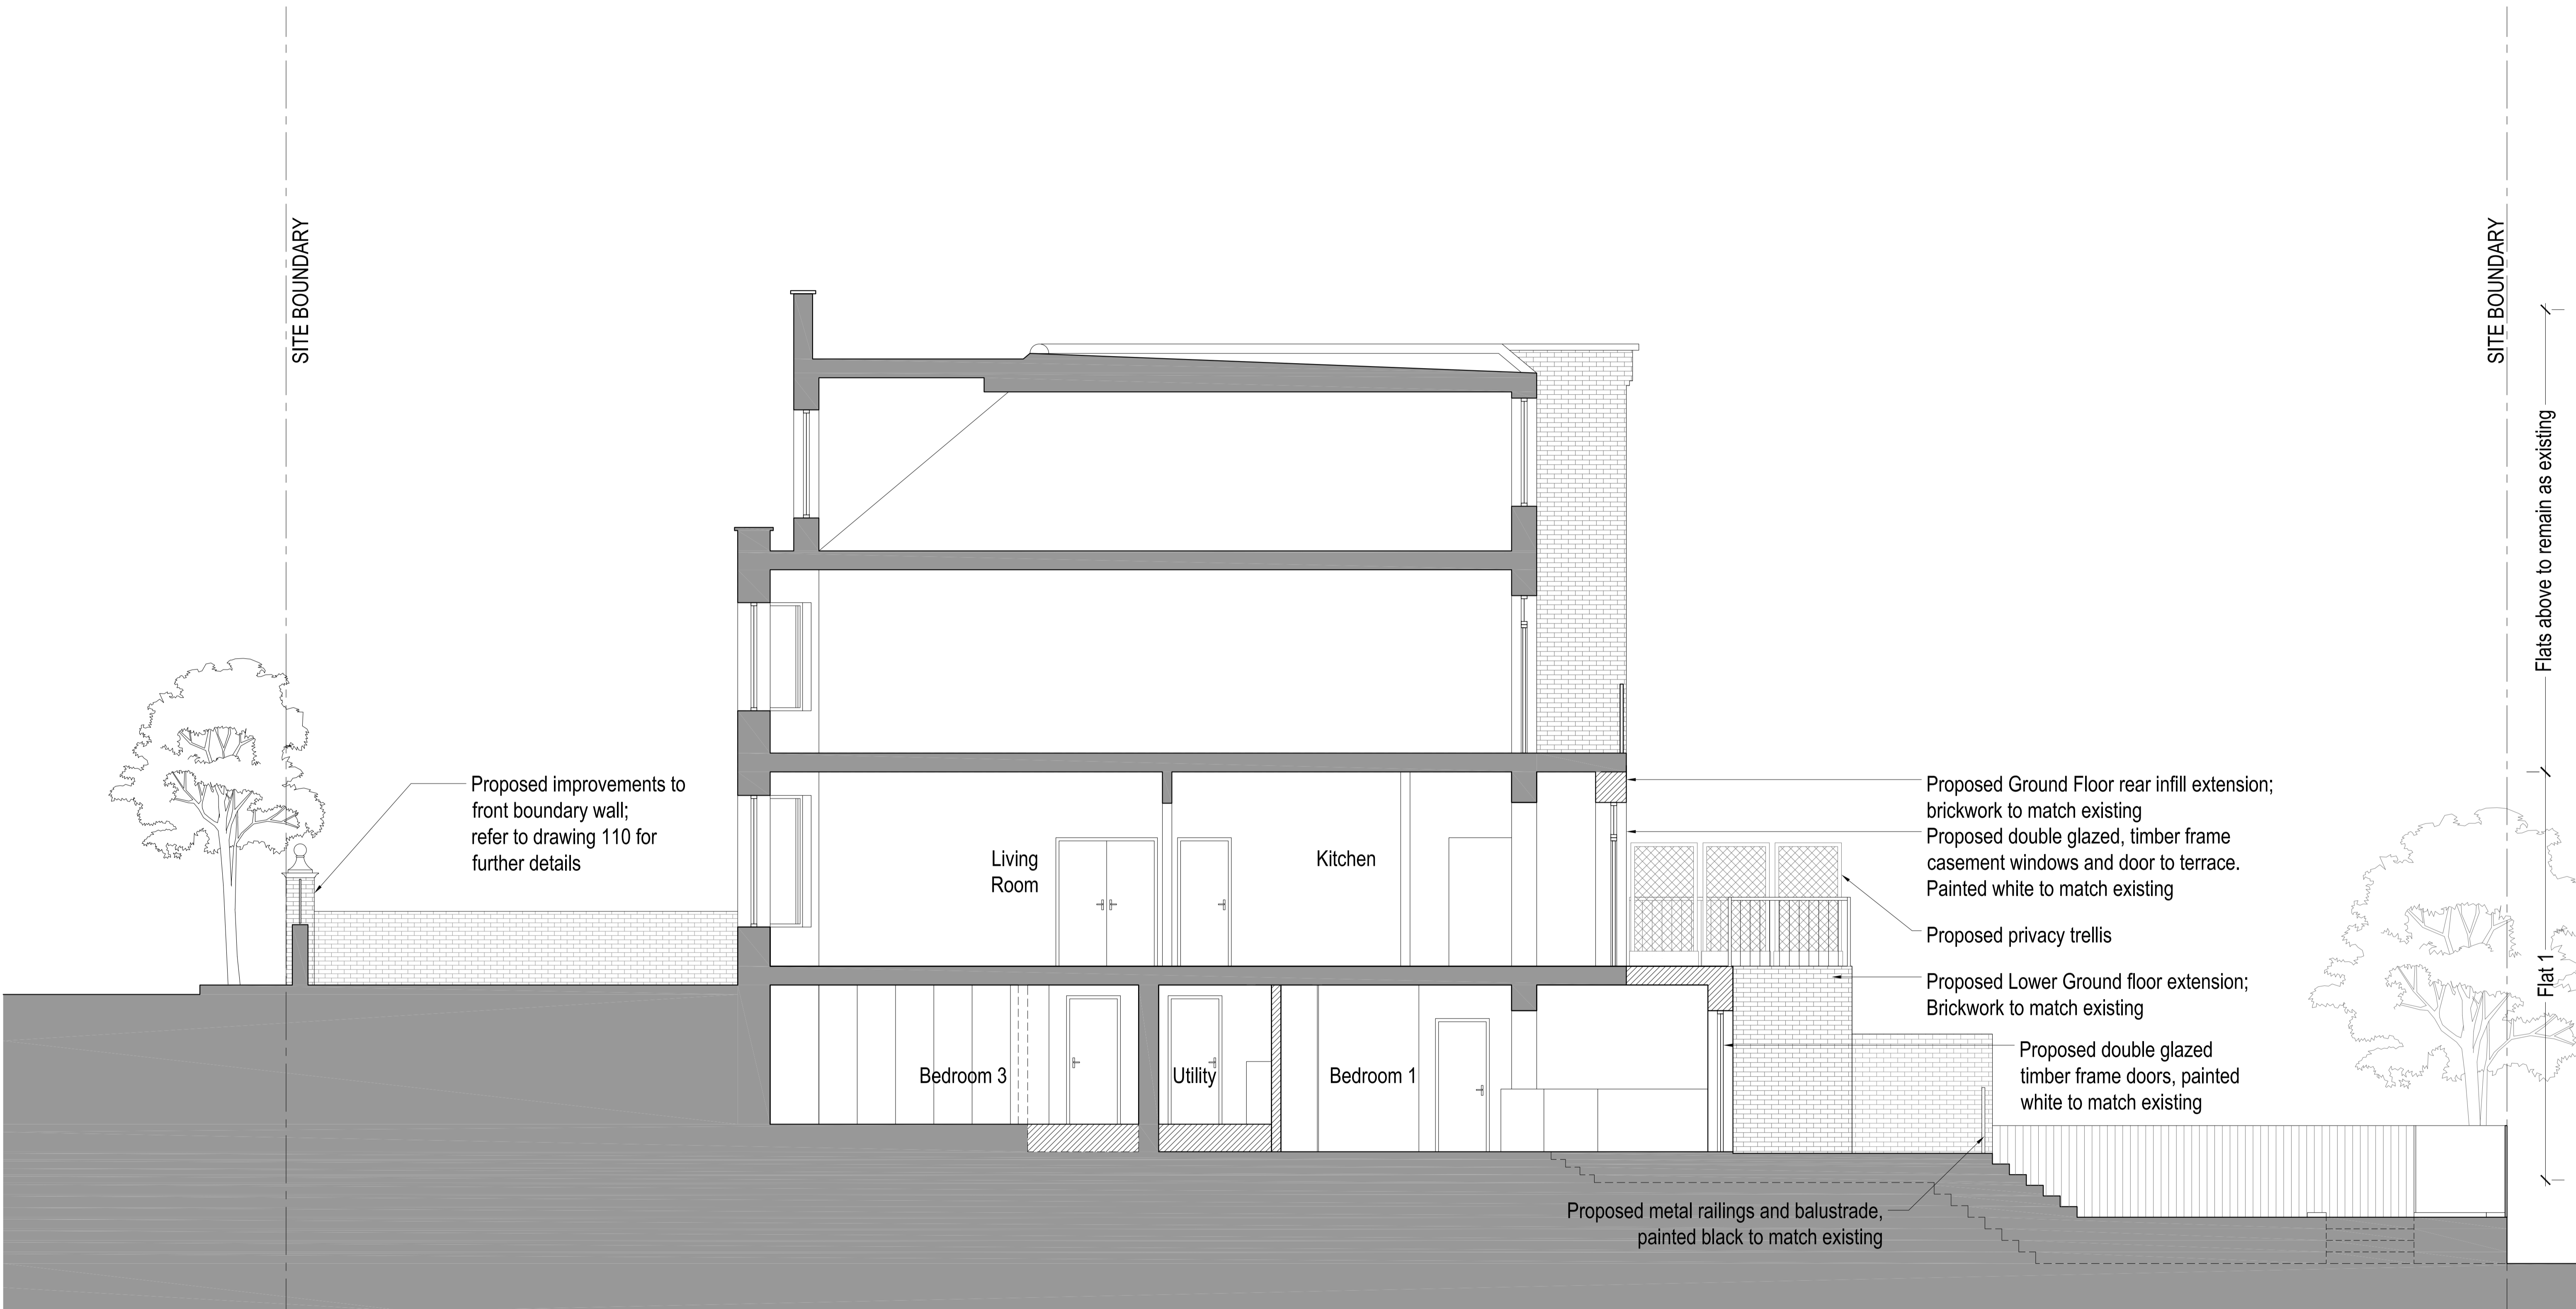 SITE BOUNDARY
SITE BOUNDARY
Flats above to remain as existing
Flat 1
Proposed improvements to
front boundary wall;
refer to drawing 110 for
further details
Living
Room
Kitchen
Bedroom 3
Utility
Bedroom 1
Proposed Ground Floor rear infill extension;
brickwork to match existing
Proposed double glazed, timber frame
casement windows and door to terrace.
Painted white to match existing
Proposed privacy trellis
Proposed Lower Ground floor extension;
Brickwork to match existing
Proposed double glazed
timber frame doors, painted
white to match existing
Proposed metal railings and balustrade,
painted black to match existing